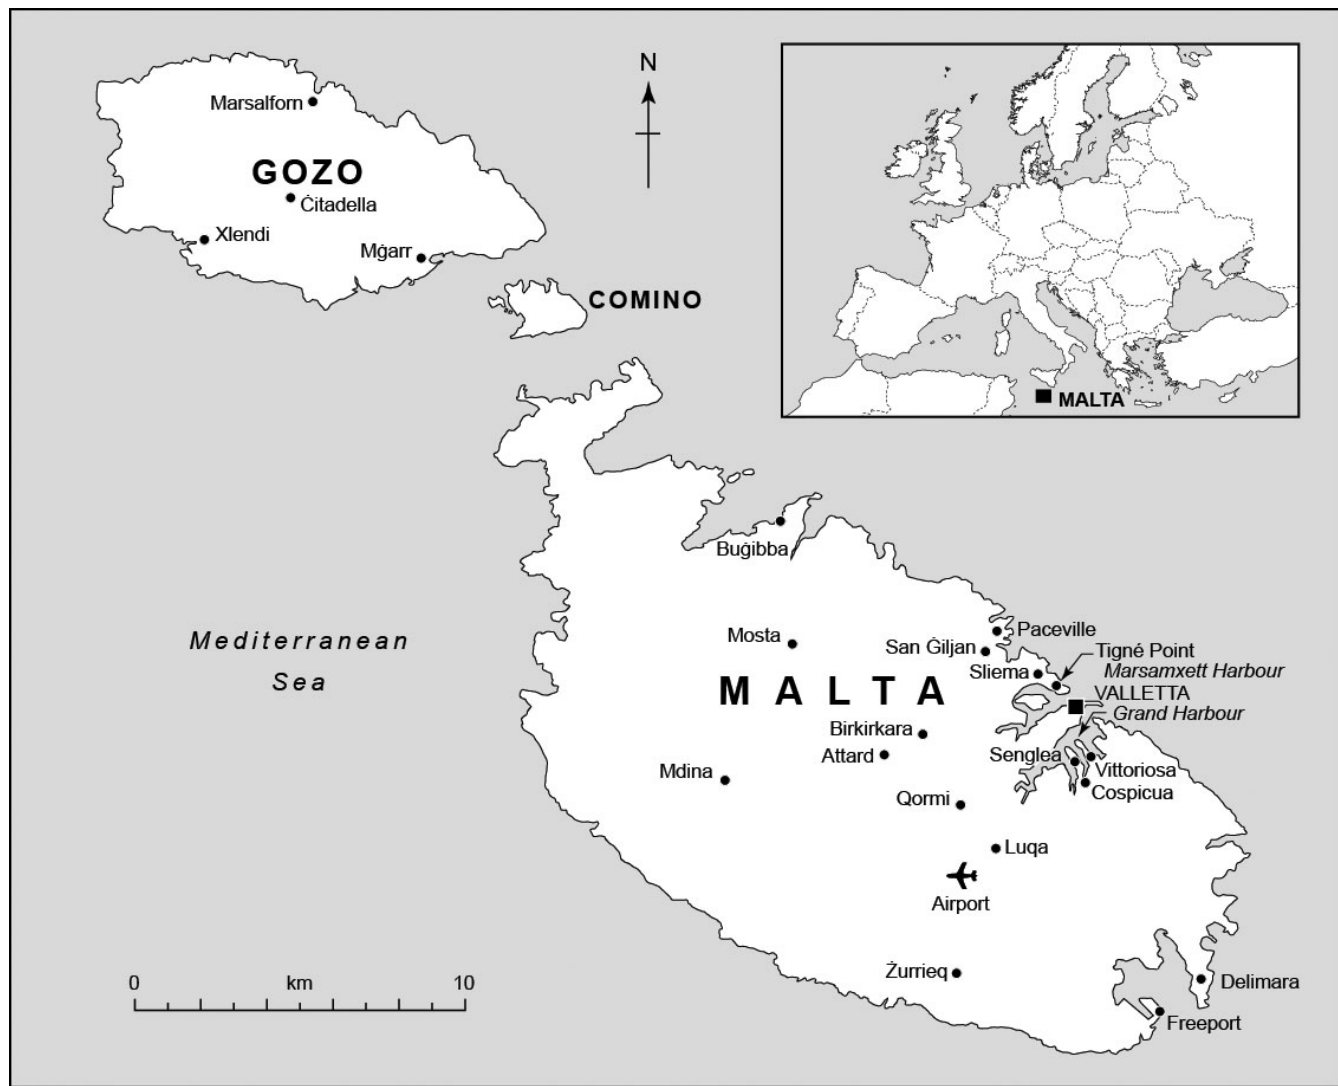 N
Marsalforn
GOZO
Ċitadella
Xlendi
Mġarr
COMINO
MALTA
Buġibba
Mediterranean
Sea
Mosta
Paceville
San Ġiljan
Tigné Point
Sliema
Marsamxett Harbour
MALTA
VALLETTA
Grand Harbour
Birkirkara
Attard
Senglea
Mdina
Vittoriosa
Cospicua
Qormi
Luqa
Airport
Żurrieq
0 km 10
Delimara
Freeport